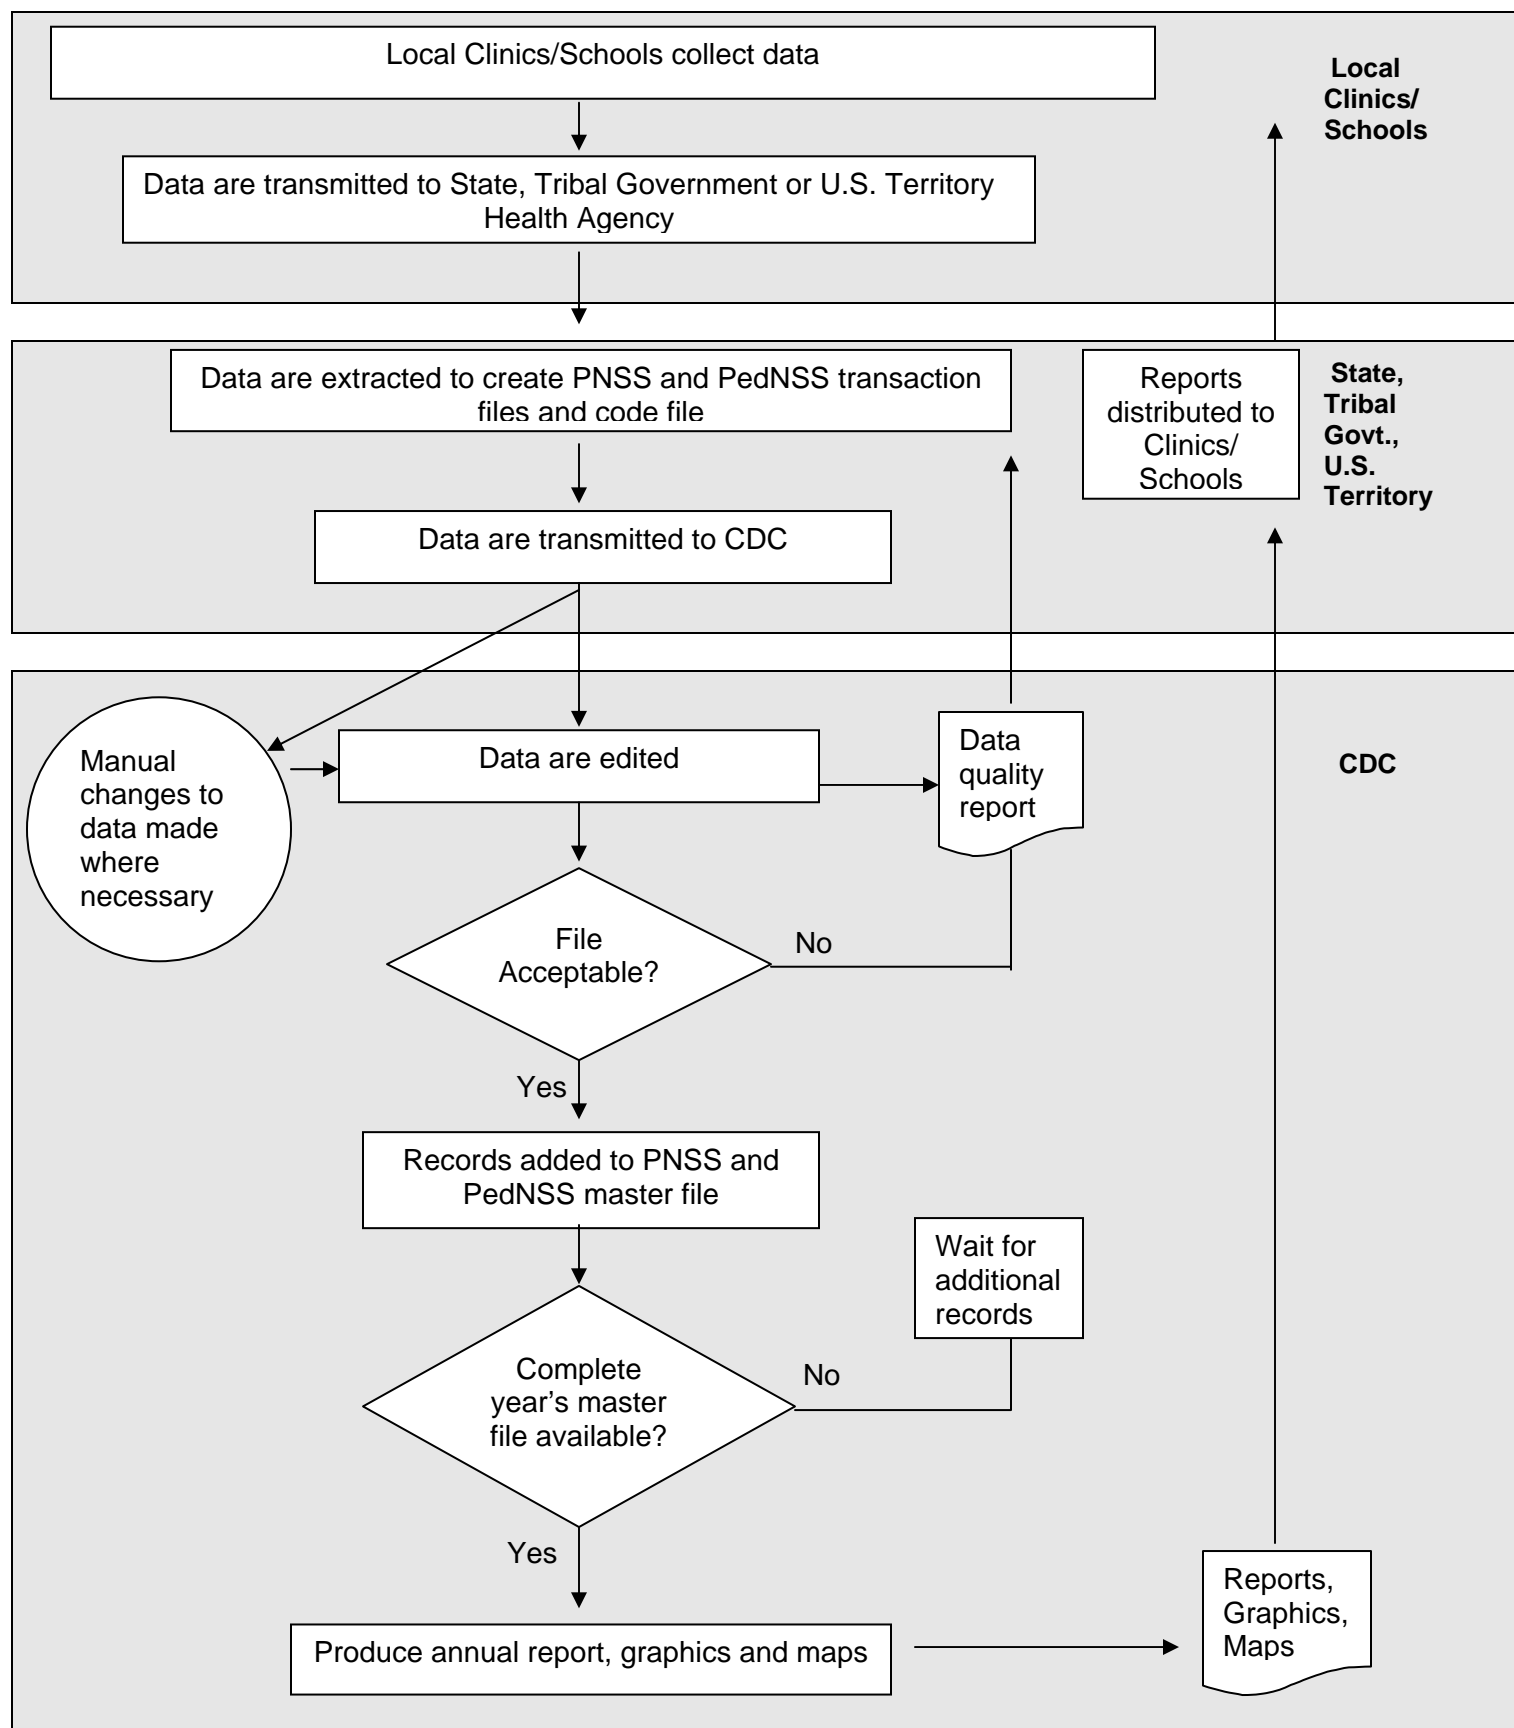 Local Clinics/Schools collect data
Local
Clinics/
Schools
Data are transmitted to State, Tribal Government or U.S. Territory
Health Agency
Data are extracted to create PNSS and PedNSS transaction
files and code file
Reports
distributed to
Clinics/
Schools
State,
Tribal
Govt.,
U.S.
Territory
Data are transmitted to CDC
Manual
changes to
data made
where
necessary
Data are edited
Data
quality
report
CDC
File
Acceptable?
No
Yes
Records added to PNSS and
PedNSS master file
Wait for
additional
records
Complete
year’s master
file available?
No
Yes
Produce annual report, graphics and maps
Reports,
Graphics,
Maps